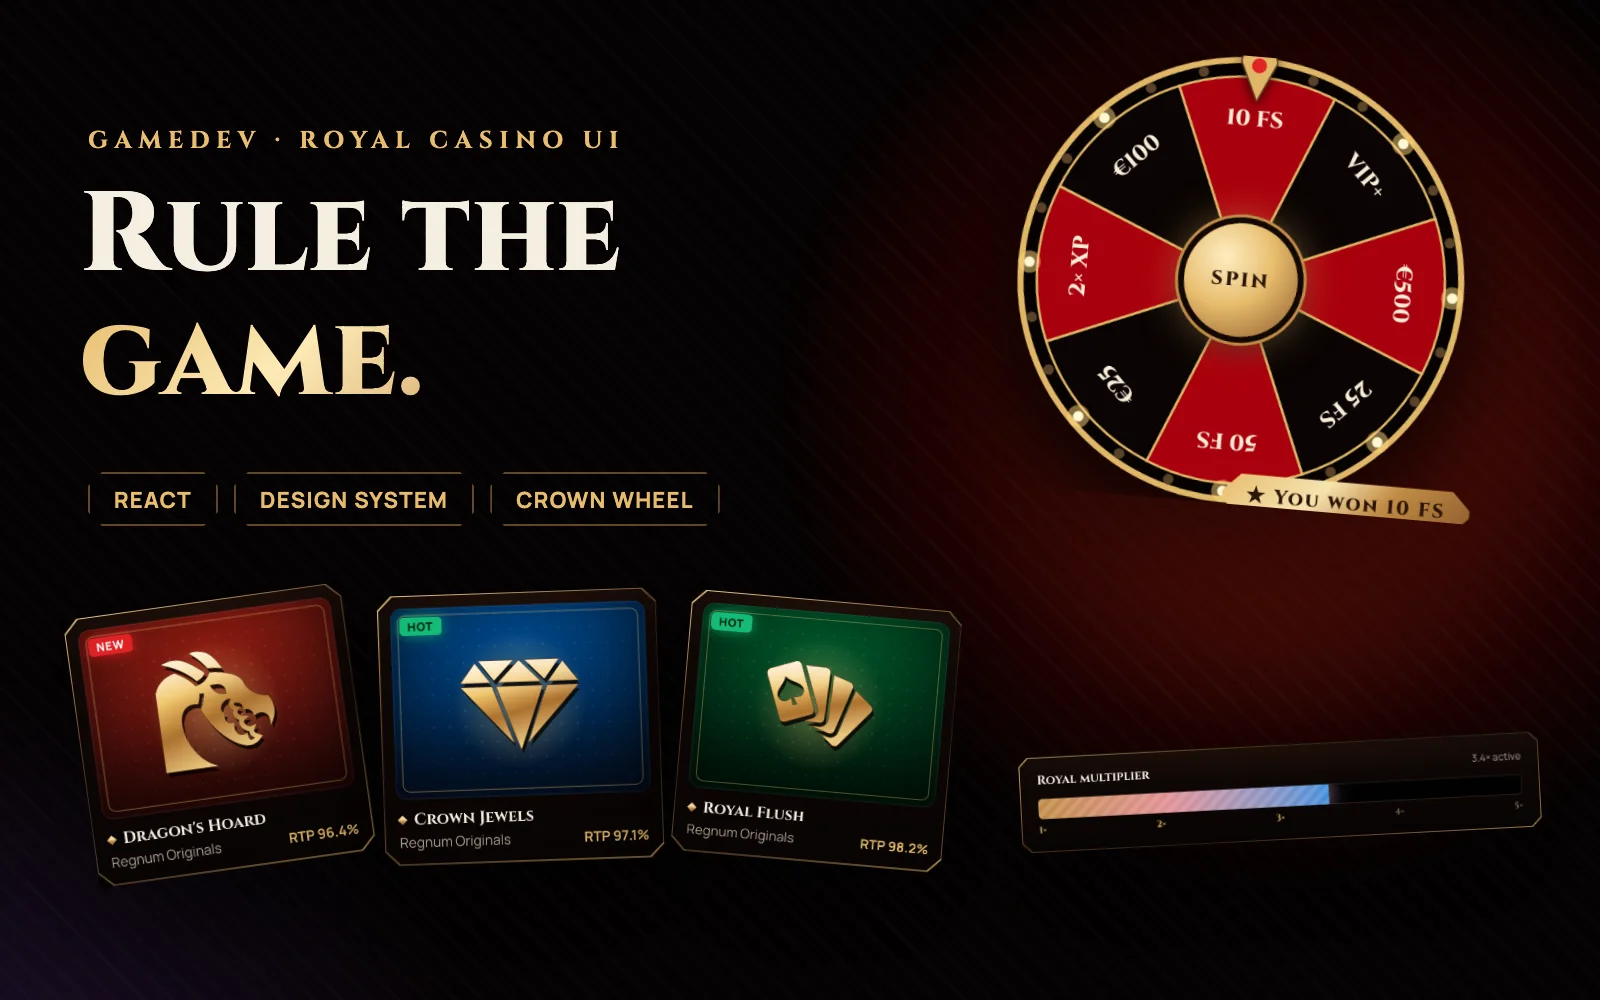 GAMEDEV · ROYAL CASINO UI
RULE THE
GAME.
REACT
DESIGN SYSTEM
CROWN WHEEL
10 FS
VIP+
€500
25 FS
50 FS
€25
2× XP
€100
SPIN
★ YOU WON 10 FS
NEW
◆ DRAGON'S HOARD
Regnum Originals
RTP 96.4%
HOT
◆ CROWN JEWELS
Regnum Originals
RTP 97.1%
HOT
◆ ROYAL FLUSH
Regnum Originals
RTP 98.2%
ROYAL MULTIPLIER
3.4× active
1×
2×
3×
4×
5×